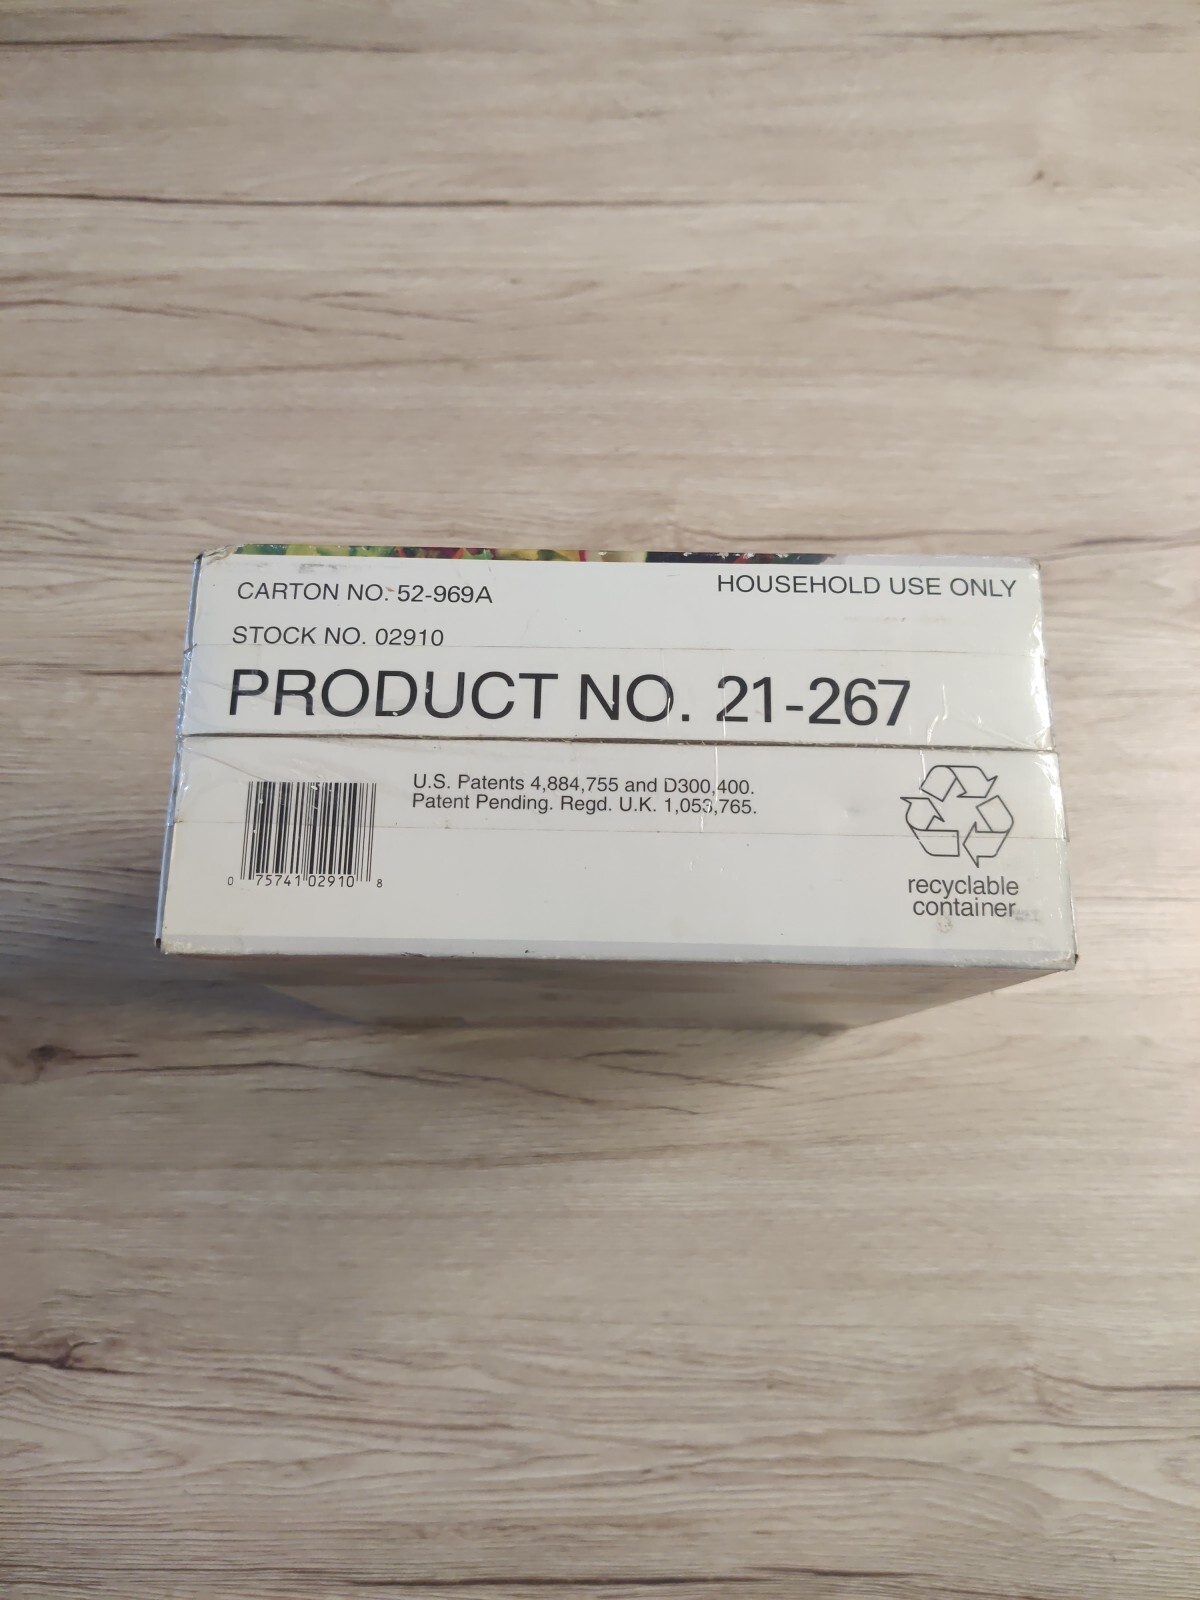 CARTON NO. 52-969A
HOUSEHOLD USE ONLY
STOCK NO. 02910
PRODUCT NO. 21-267
U.S. Patents 4,884,755 and D300,400.
Patent Pending. Regd. U.K. 1,053,765.
0 75741 02910 8
recyclable
container